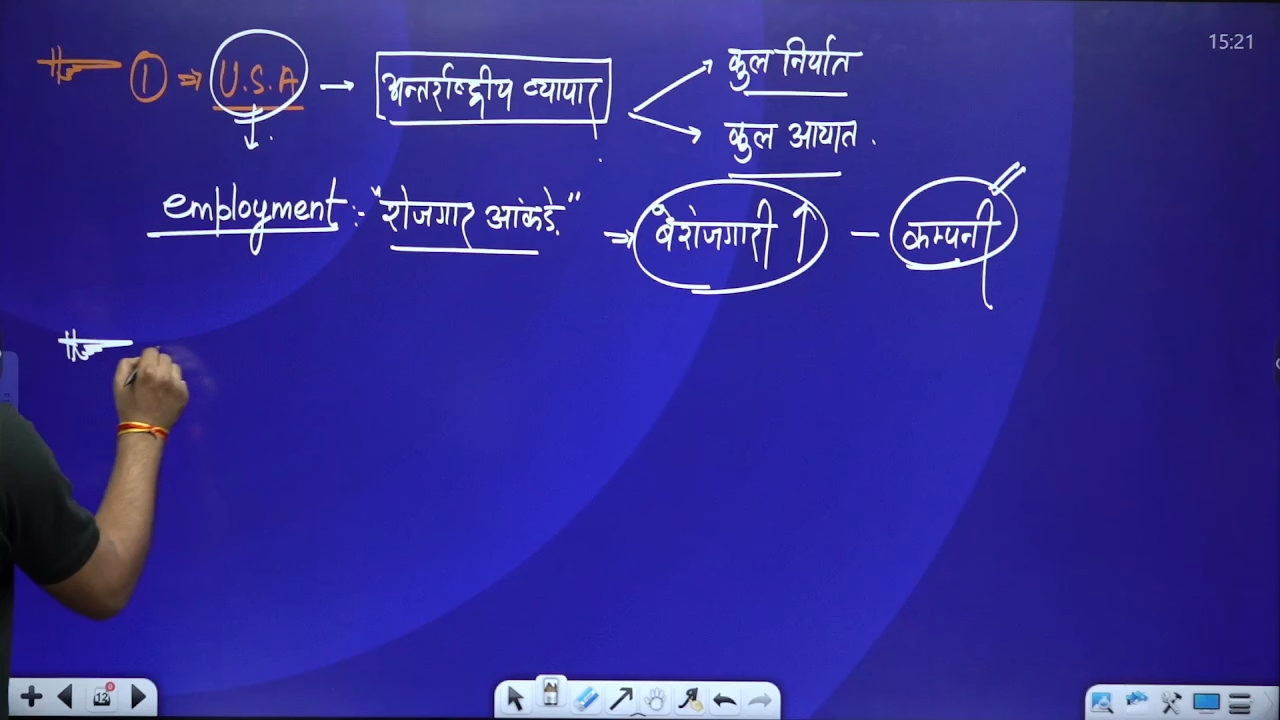 15:21
① ⇒ U.S.A → अन्तर्राष्ट्रीय व्यापार
कुल निर्यात
कुल आयात.
employment :- "रोजगार आंकडे." ⇒ बेरोजगारी ↑ — कम्पनी
12